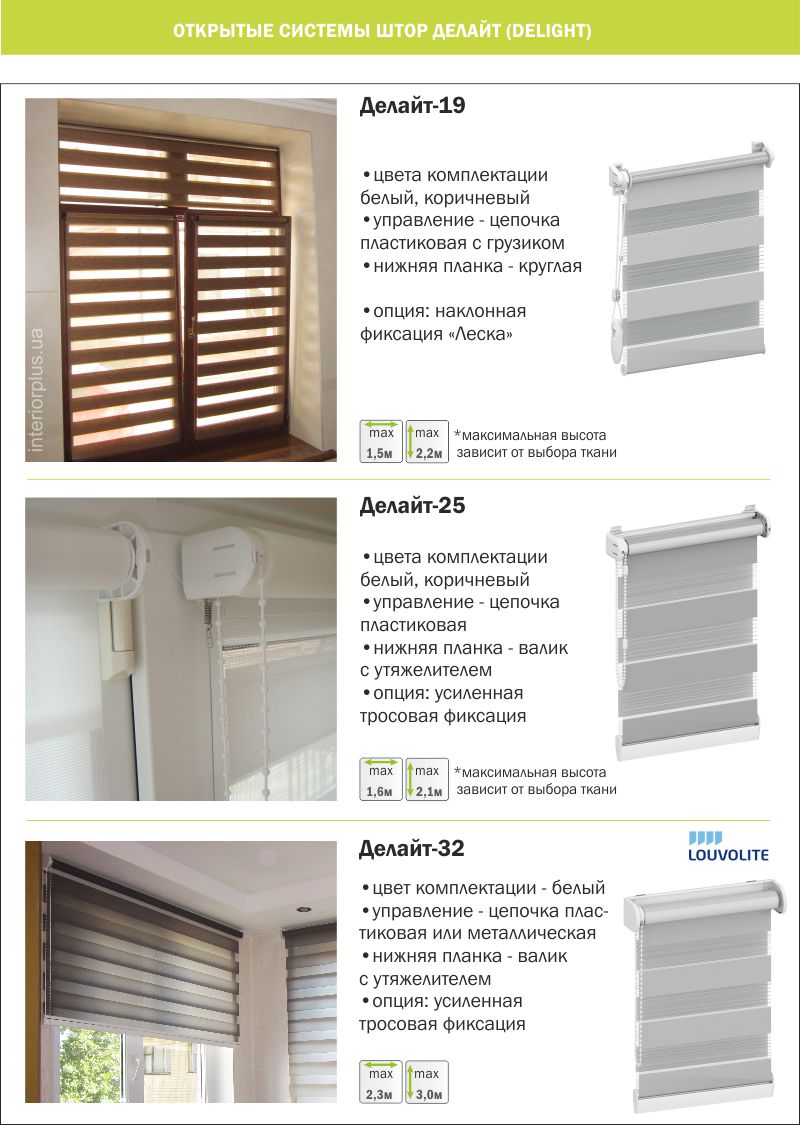 ОТКРЫТЫЕ СИСТЕМЫ ШТОР ДЕЛАЙТ (DELIGHT)
interiorplus.ua
Делайт-19
•цвета комплектации
белый, коричневый
•управление - цепочка
пластиковая с грузиком
•нижняя планка - круглая
•опция: наклонная
фиксация «Леска»
max
1,5м
max
2,2м
*максимальная высота
зависит от выбора ткани
Делайт-25
•цвета комплектации
белый, коричневый
•управление - цепочка
пластиковая
•нижняя планка - валик
с утяжелителем
•опция: усиленная
тросовая фиксация
max
1,6м
max
2,1м
*максимальная высота
зависит от выбора ткани
Делайт-32
LOUVOLITE
•цвет комплектации - белый
•управление - цепочка плас-
тиковая или металлическая
•нижняя планка - валик
с утяжелителем
•опция: усиленная
тросовая фиксация
max
2,3м
max
3,0м